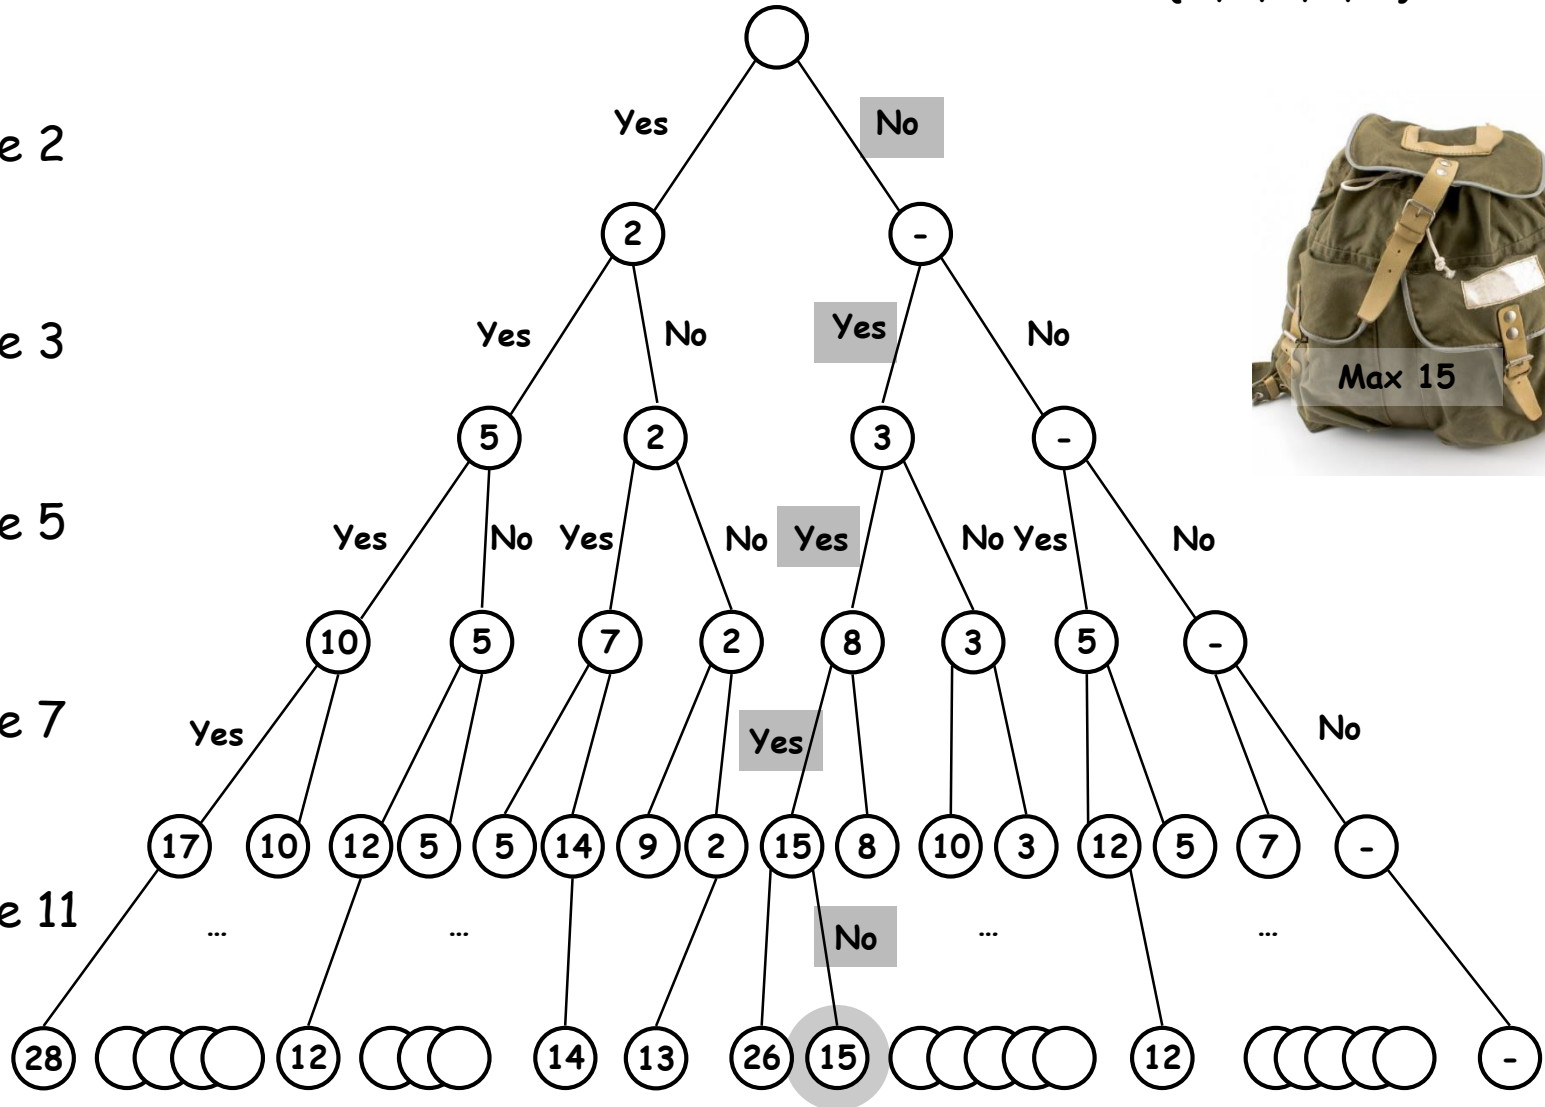 Yes No
e 2
2 -
Yes No Yes No
e 3
Max 15
5 2 3 -
Yes No Yes No Yes No Yes No
e 5
10 5 7 2 8 3 5 -
e 7
Yes Yes No
17 10 12 5 5 14 9 2 15 8 10 3 12 5 7 -
e 11
... ... No ... ...
28 12 14 13 26 15 12 -